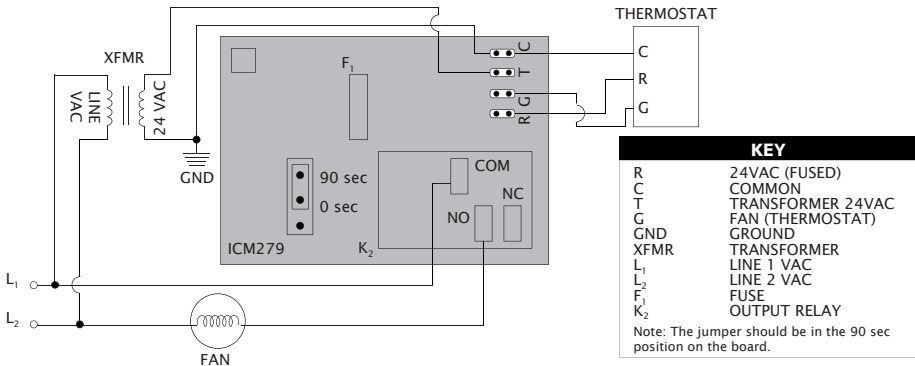 THERMOSTAT
XFMR
LINE VAC
24 VAC
GND
F₁
C
T
G
R
C
R
G
90 sec
0 sec
COM
NC
NO
ICM279
K₂
L₁
L₂
FAN
KEY
R 24VAC (FUSED)
C COMMON
T TRANSFORMER 24VAC
G FAN (THERMOSTAT)
GND GROUND
XFMR TRANSFORMER
L₁ LINE 1 VAC
L₂ LINE 2 VAC
F₁ FUSE
K₂ OUTPUT RELAY
Note: The jumper should be in the 90 sec
position on the board.